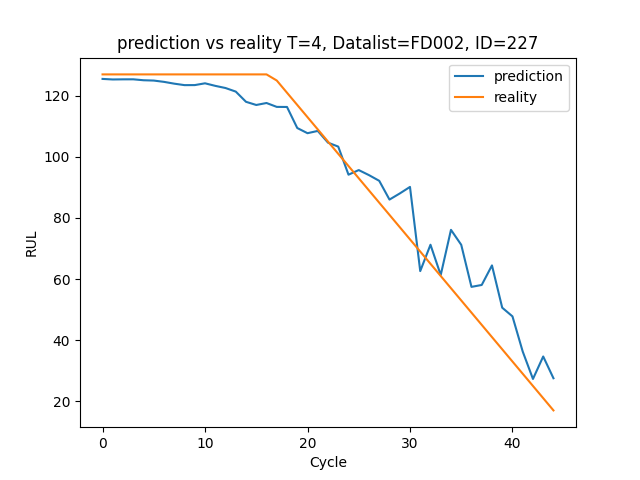 prediction vs reality T=4, Datalist=FD002, ID=227
prediction
reality
120
100
80
60
40
20
RUL
0 10 20 30 40
Cycle